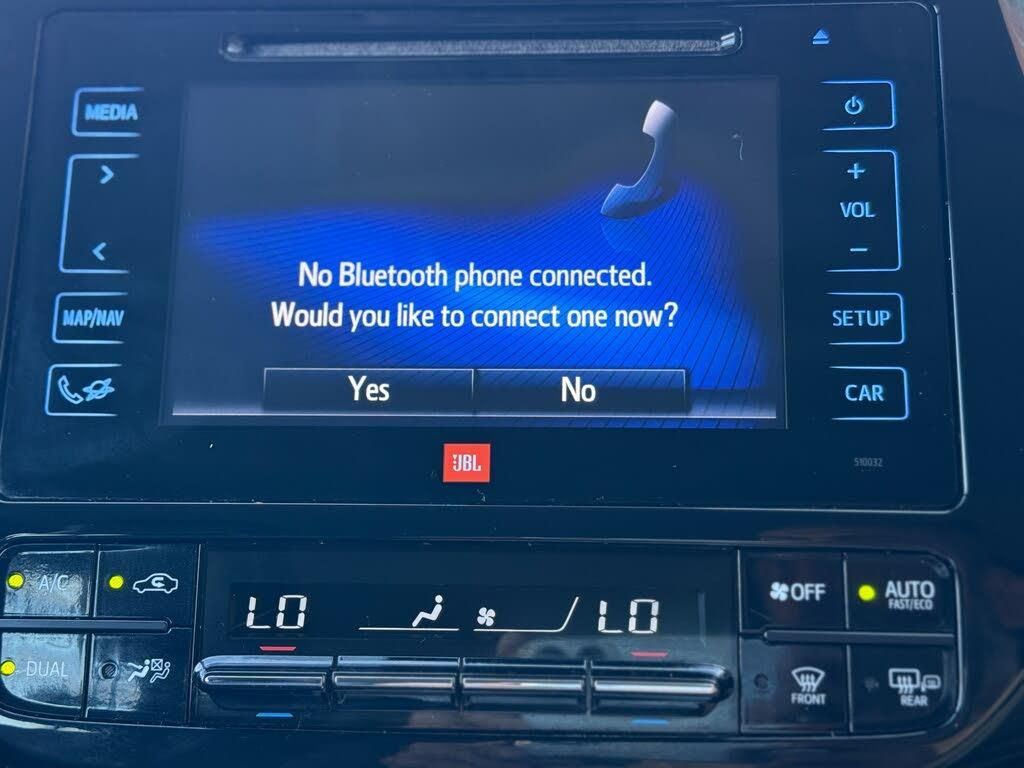 MEDIA
VOL
MAP/NAV
SETUP
CAR
No Bluetooth phone connected.
Would you like to connect one now?
Yes
No
JBL
510032
A/C
LO
LO
OFF
AUTO
FAST/ECO
DUAL
FRONT
REAR